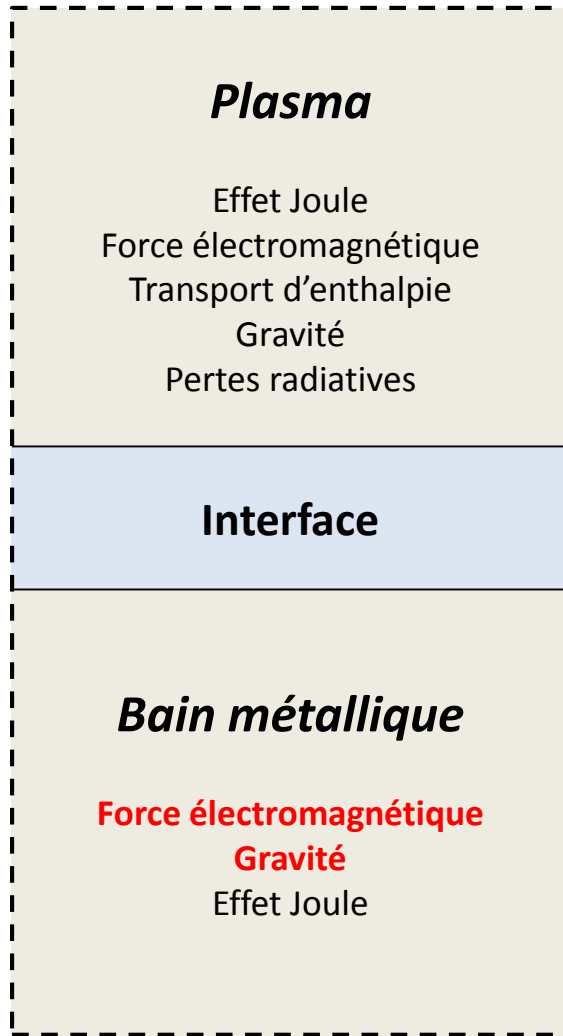 Plasma
Effet Joule
Force électromagnétique
Transport d’enthalpie
Gravité
Pertes radiatives
Interface
Bain métallique
Force électromagnétique
Gravité
Effet Joule